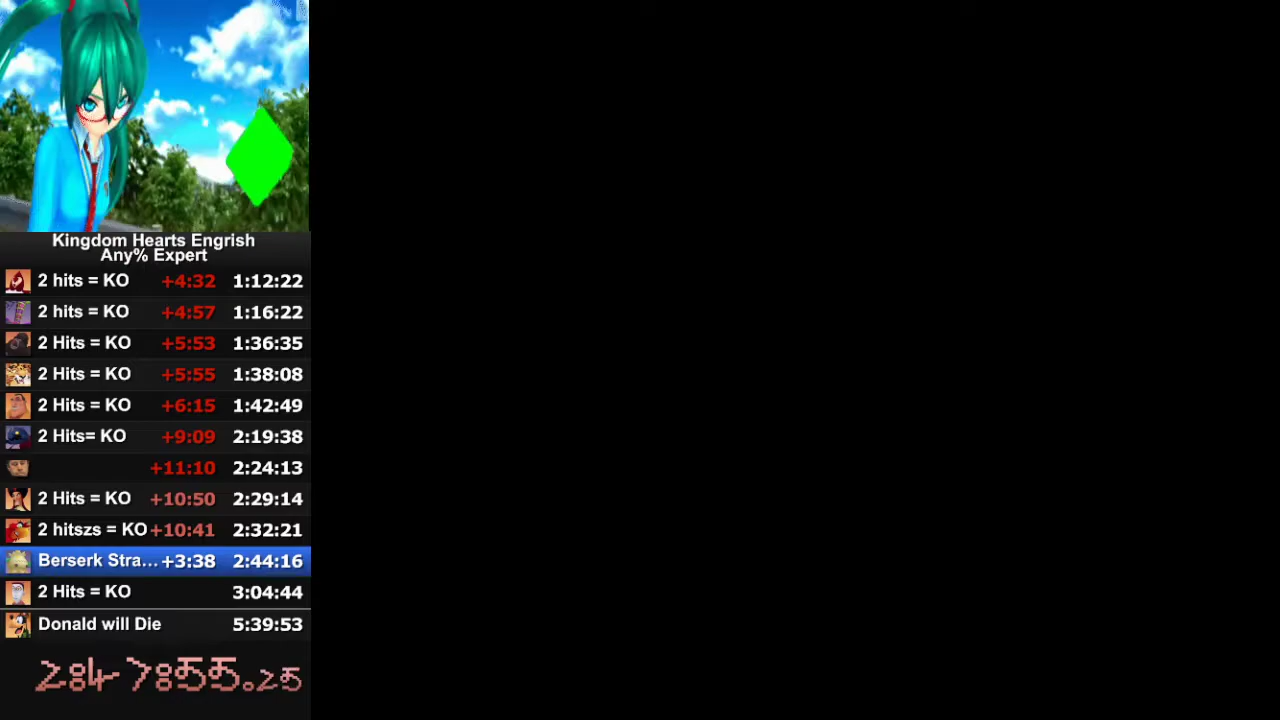 Kingdom Hearts Engrish
Any% Expert
2 hits = KO +4:32 1:12:22
2 hits = KO +4:57 1:16:22
2 Hits = KO +5:53 1:36:35
2 Hits = KO +5:55 1:38:08
2 Hits = KO +6:15 1:42:49
2 Hits= KO +9:09 2:19:38
+11:10 2:24:13
2 Hits = KO +10:50 2:29:14
2 hitszs = KO +10:41 2:32:21
Berserk Stra... +3:38 2:44:16
2 Hits = KO 3:04:44
Donald will Die 5:39:53